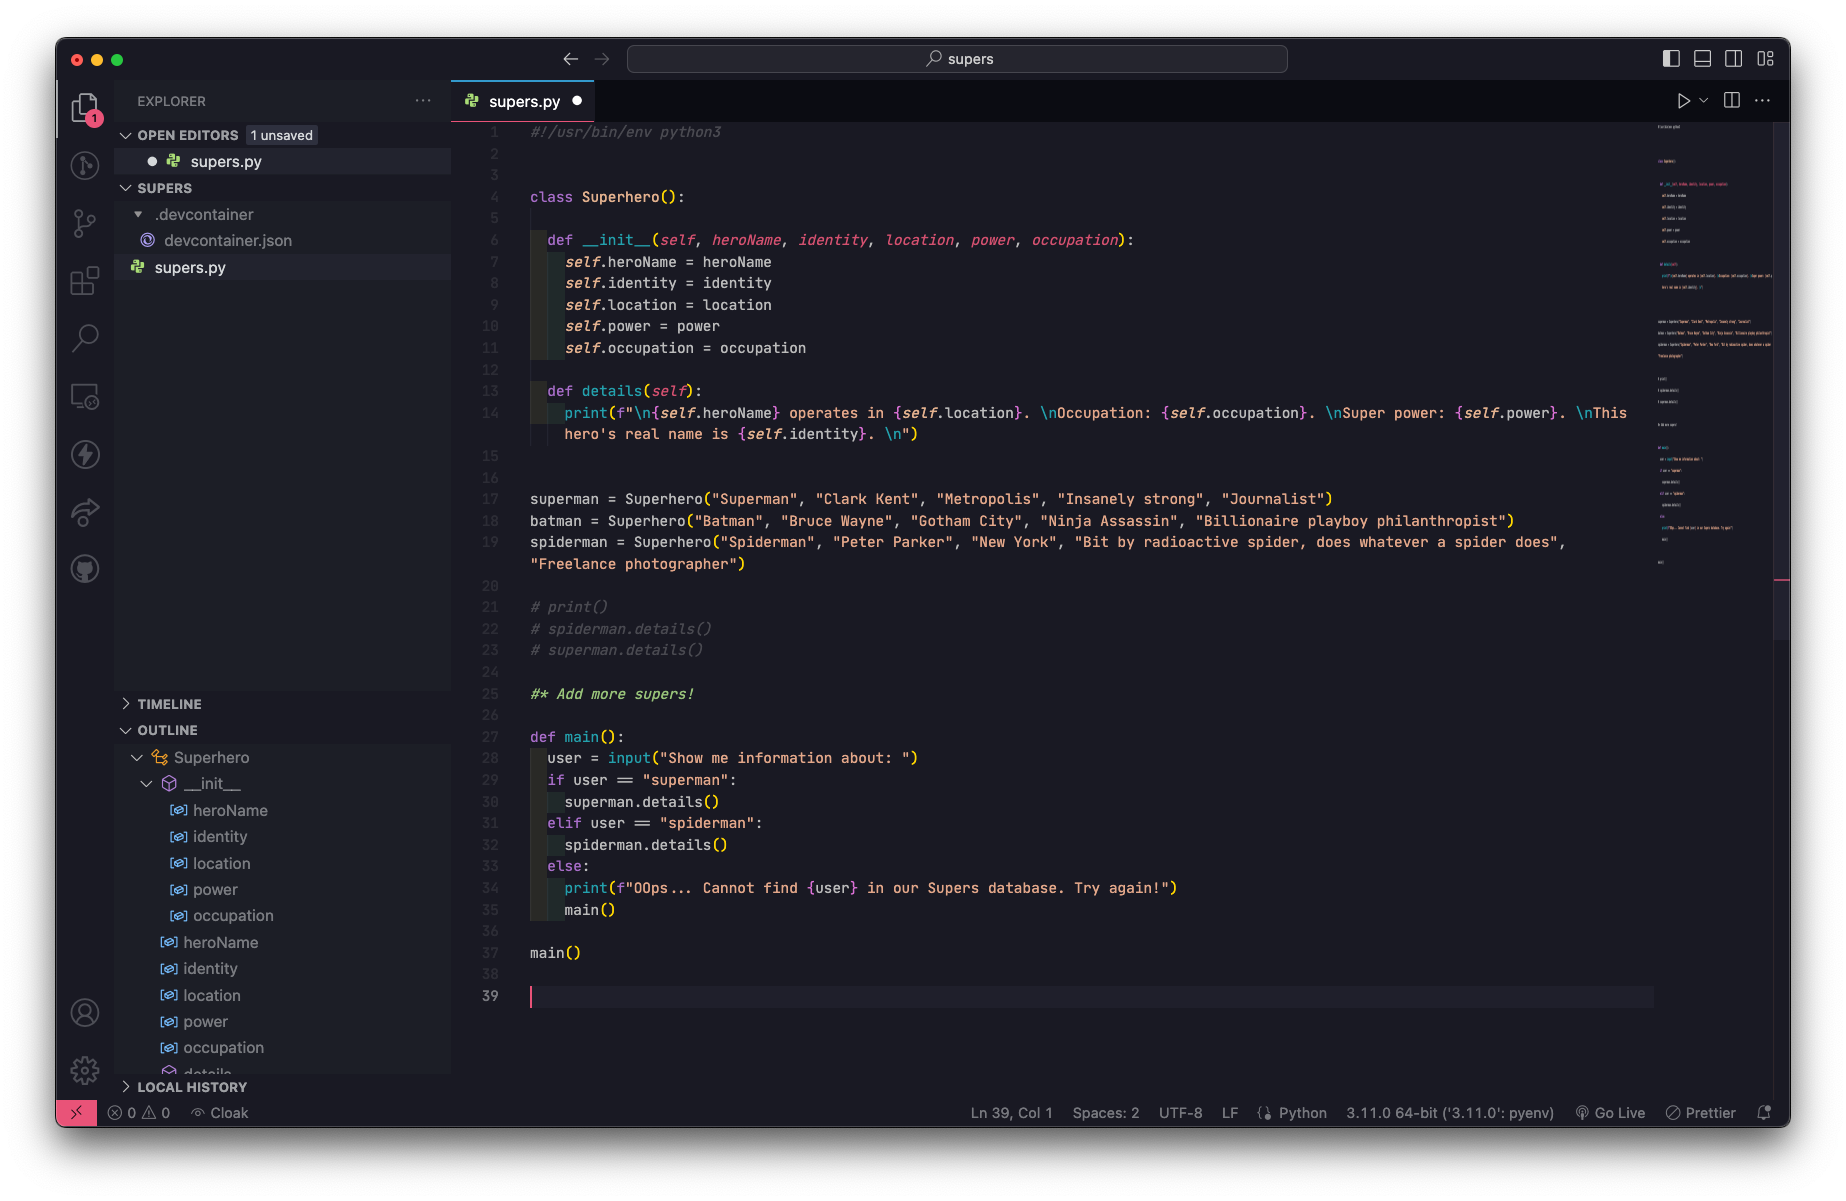 supers
EXPLORER
1
OPEN EDITORS 1 unsaved
supers.py
SUPERS
.devcontainer
devcontainer.json
supers.py
TIMELINE
OUTLINE
Superhero
__init__
heroName
identity
location
power
occupation
heroName
identity
location
power
occupation
details
LOCAL HISTORY
supers.py
1 #!/usr/bin/env python3
2
3
4 class Superhero():
5
6 def __init__(self, heroName, identity, location, power, occupation):
7 self.heroName = heroName
8 self.identity = identity
9 self.location = location
10 self.power = power
11 self.occupation = occupation
12
13 def details(self):
14 print(f"\n{self.heroName} operates in {self.location}. \nOccupation: {self.occupation}. \nSuper power: {self.power}. \nThis
hero's real name is {self.identity}. \n")
15
16
17 superman = Superhero("Superman", "Clark Kent", "Metropolis", "Insanely strong", "Journalist")
18 batman = Superhero("Batman", "Bruce Wayne", "Gotham City", "Ninja Assassin", "Billionaire playboy philanthropist")
19 spiderman = Superhero("Spiderman", "Peter Parker", "New York", "Bit by radioactive spider, does whatever a spider does",
"Freelance photographer")
20
21 # print()
22 # spiderman.details()
23 # superman.details()
24
25 #* Add more supers!
26
27 def main():
28 user = input("Show me information about: ")
29 if user == "superman":
30 superman.details()
31 elif user == "spiderman":
32 spiderman.details()
33 else:
34 print(f"OOps... Cannot find {user} in our Supers database. Try again!")
35 main()
36
37 main()
38
39
0 0 Cloak
Ln 39, Col 1 Spaces: 2 UTF-8 LF Python 3.11.0 64-bit ('3.11.0': pyenv) Go Live Prettier